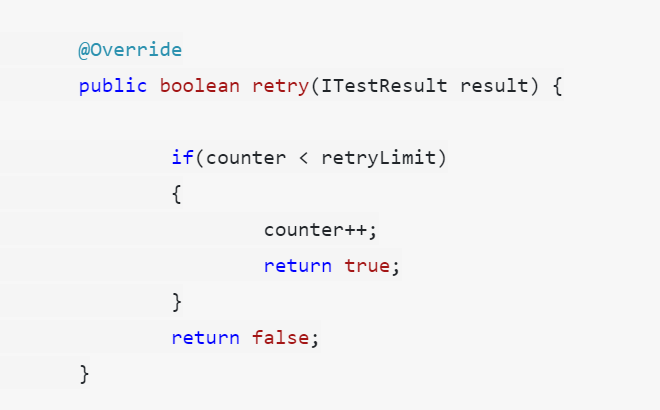 @Override
public boolean retry(ITestResult result) {
if(counter < retryLimit)
{
counter++;
return true;
}
return false;
}